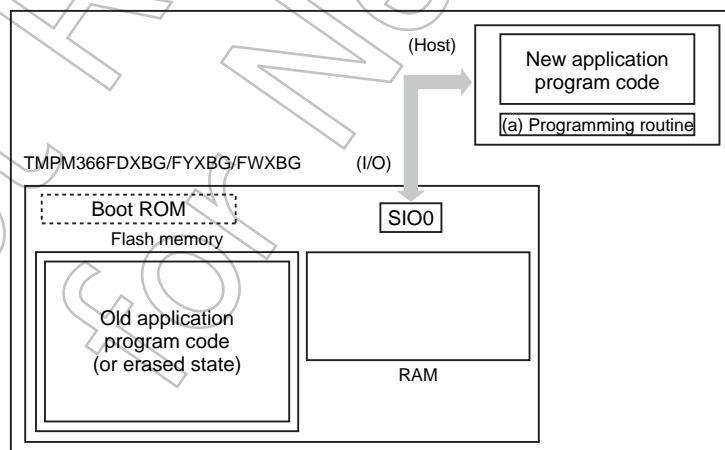 (Host)
New application
program code
(a) Programming routine
TMPM366FDXBG/FYXBG/FWXBG
(I/O)
Boot ROM
SIO0
Flash memory
Old application
program code
(or erased state)
RAM